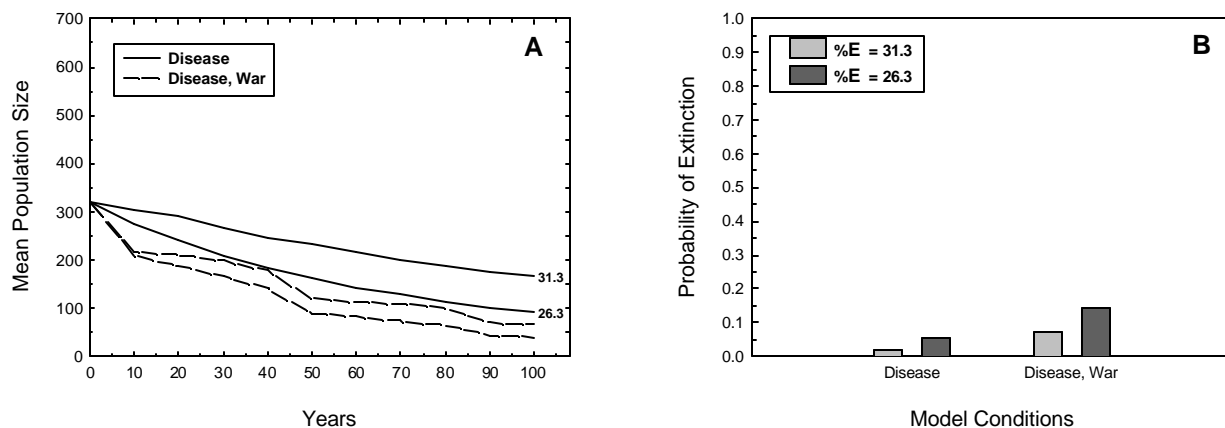 A
Disease
Disease, War
Mean Population Size
700
600
500
400
300
200
100
0
31.3
26.3
0 10 20 30 40 50 60 70 80 90 100
Years
B
%E = 31.3
%E = 26.3
Probability of Extinction
1.0
0.9
0.8
0.7
0.6
0.5
0.4
0.3
0.2
0.1
0.0
Disease Disease, War
Model Conditions